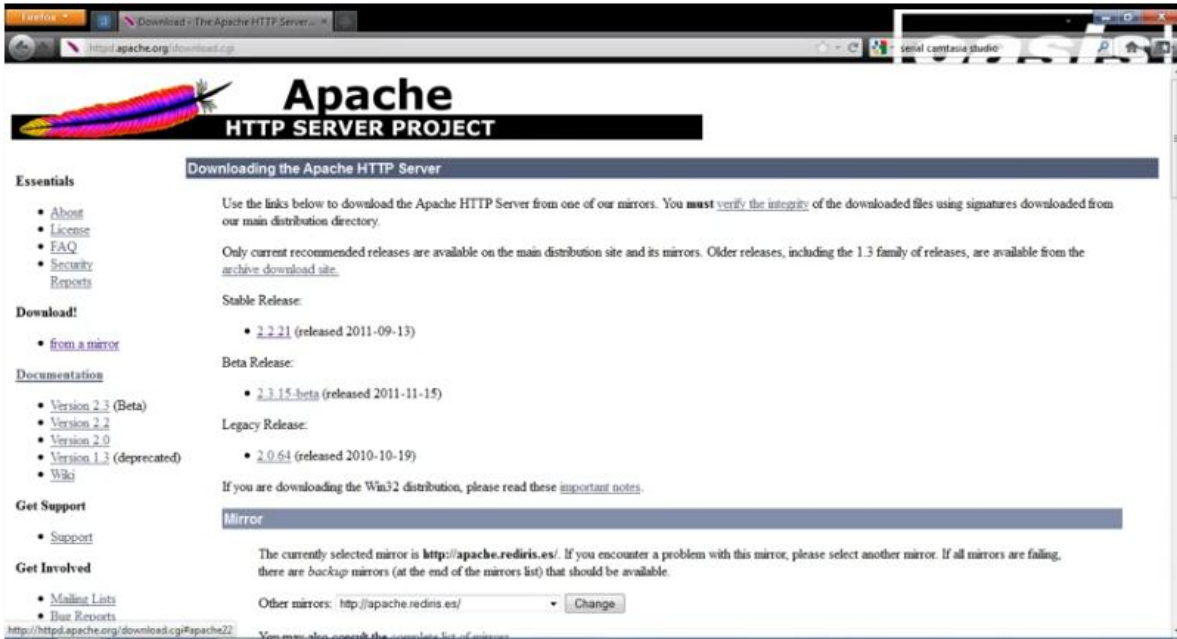 Firefox
Download - The Apache HTTP Server...
oasis
httpd.apache.org/download.cgi
serial camtasia studio
Apache
HTTP SERVER PROJECT
Essentials
• About
• License
• FAQ
• Security
Reports
Download!
• from a mirror
Documentation
• Version 2.3 (Beta)
• Version 2.2
• Version 2.0
• Version 1.3 (deprecated)
• Wiki
Get Support
• Support
Get Involved
• Mailing Lists
• Bug Reports
Downloading the Apache HTTP Server
Use the links below to download the Apache HTTP Server from one of our mirrors. You must verify the integrity of the downloaded files using signatures downloaded from
our main distribution directory.
Only current recommended releases are available on the main distribution site and its mirrors. Older releases, including the 1.3 family of releases, are available from the
archive download site.
Stable Release:
• 2.2.21 (released 2011-09-13)
Beta Release:
• 2.3.15-beta (released 2011-11-15)
Legacy Release:
• 2.0.64 (released 2010-10-19)
If you are downloading the Win32 distribution, please read these important notes.
Mirror
The currently selected mirror is http://apache.rediris.es/. If you encounter a problem with this mirror, please select another mirror. If all mirrors are failing,
there are backup mirrors (at the end of the mirrors list) that should be available.
Other mirrors: http://apache.rediris.es/ Change
You may also consult the complete list of mirrors
http://httpd.apache.org/download.cgi#apache22